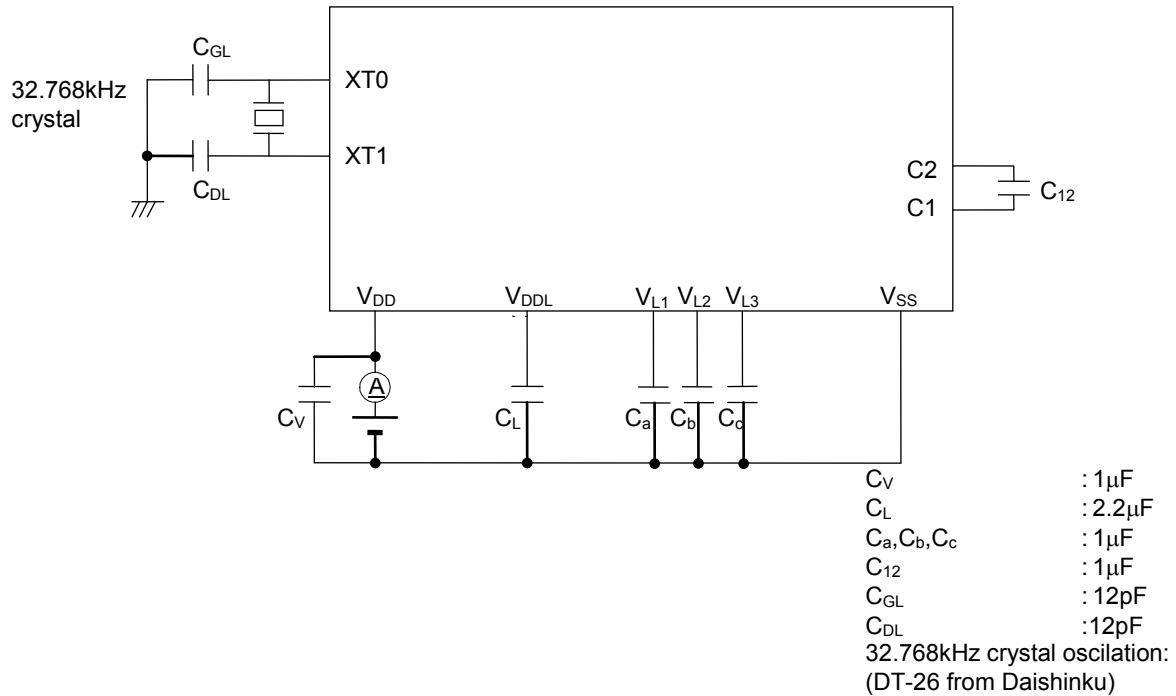 C_GL
32.768kHz
crystal
XT0
XT1
C_DL
C2
C1
C_12
V_DD
V_DDL
V_L1 V_L2 V_L3
V_SS
A
C_V
C_L
C_a
C_b
C_c
C_V : 1μF
C_L : 2.2μF
C_a,C_b,C_c : 1μF
C_12 : 1μF
C_GL : 12pF
C_DL :12pF
32.768kHz crystal oscilation:
(DT-26 from Daishinku)